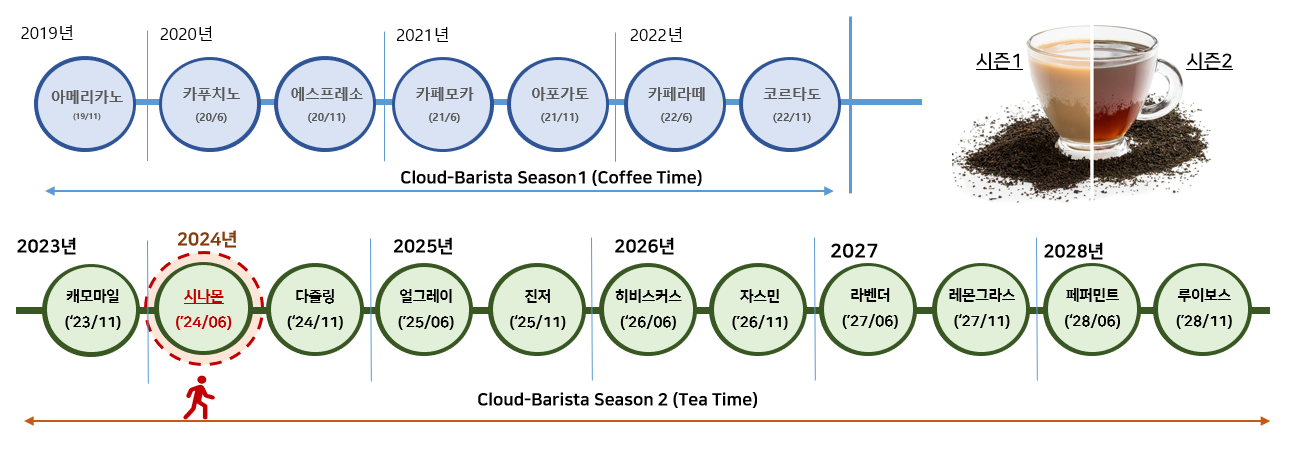 2019년
2020년
2021년
2022년
아메리카노
(19/11)
카푸치노
(20/6)
에스프레소
(20/11)
카페모카
(21/6)
아포가토
(21/11)
카페라떼
(22/6)
코르타도
(22/11)
Cloud-Barista Season1 (Coffee Time)
시즌1
시즌2
2023년
2024년
2025년
2026년
2027
2028년
캐모마일
(‘23/11)
시나몬
(‘24/06)
다즐링
(‘24/11)
얼그레이
(‘25/06)
진저
(‘25/11)
히비스커스
(‘26/06)
자스민
(‘26/11)
라벤더
(‘27/06)
레몬그라스
(‘27/11)
페퍼민트
(‘28/06)
루이보스
(‘28/11)
Cloud-Barista Season 2 (Tea Time)